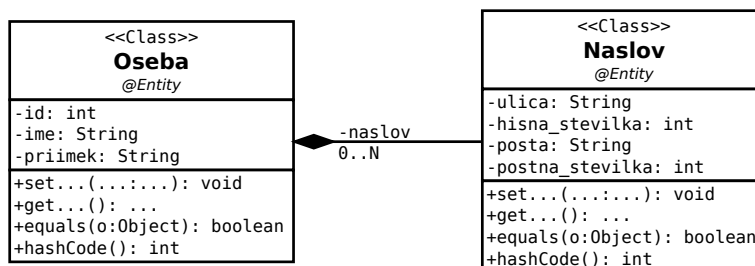 <<Class>>
Oseba
@Entity
-id: int
-ime: String
-priimek: String
+set...(...:...): void
+get...(): ...
+equals(o:Object): boolean
+hashCode(): int
-naslov
0..N
<<Class>>
Naslov
@Entity
-ulica: String
-hisna_stevilka: int
-posta: String
-postna_stevilka: int
+set...(...:...): void
+get...(): ...
+equals(o:Object): boolean
+hashCode(): int